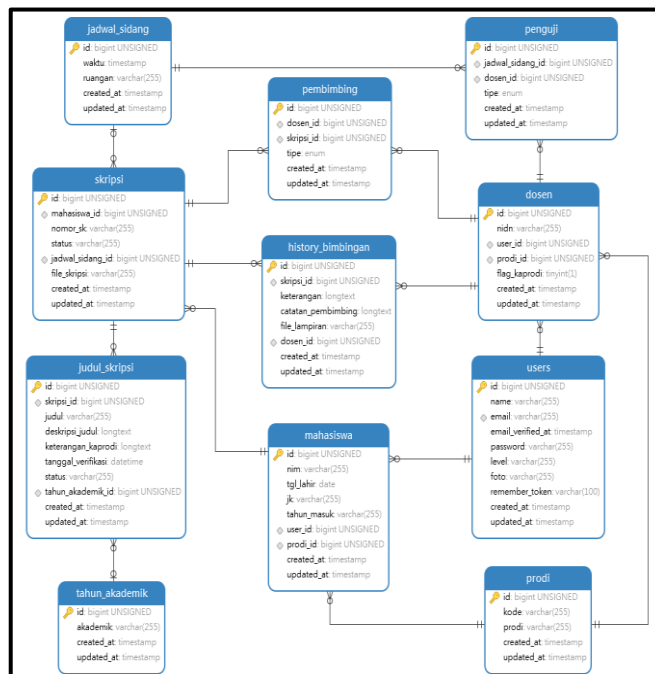 jadwal_sidang
id: bigint UNSIGNED
waktu: timestamp
ruangan: varchar(255)
created_at: timestamp
updated_at: timestamp
penguji
id: bigint UNSIGNED
jadwal_sidang_id: bigint UNSIGNED
dosen_id: bigint UNSIGNED
tipe: enum
created_at: timestamp
updated_at: timestamp
pembimbing
id: bigint UNSIGNED
dosen_id: bigint UNSIGNED
skripsi_id: bigint UNSIGNED
tipe: enum
created_at: timestamp
updated_at: timestamp
skripsi
id: bigint UNSIGNED
mahasiswa_id: bigint UNSIGNED
nomor_sk: varchar(255)
status: varchar(255)
jadwal_sidang_id: bigint UNSIGNED
file_skripsi: varchar(255)
created_at: timestamp
updated_at: timestamp
dosen
id: bigint UNSIGNED
nidn: varchar(255)
user_id: bigint UNSIGNED
prodi_id: bigint UNSIGNED
flag_kaprodi: tinyint(1)
created_at: timestamp
updated_at: timestamp
history_bimbingan
id: bigint UNSIGNED
skripsi_id: bigint UNSIGNED
keterangan: longtext
catatan_pembimbing: longtext
file_lampiran: varchar(255)
dosen_id: bigint UNSIGNED
created_at: timestamp
updated_at: timestamp
judul_skripsi
id: bigint UNSIGNED
skripsi_id: bigint UNSIGNED
judul: varchar(255)
deskripsi_judul: longtext
keterangan_kaprodi: longtext
tanggal_verifikasi: datetime
status: varchar(255)
tahun_akademik_id: bigint UNSIGNED
created_at: timestamp
updated_at: timestamp
users
id: bigint UNSIGNED
name: varchar(255)
email: varchar(255)
email_verified_at: timestamp
password: varchar(255)
level: varchar(255)
foto: varchar(255)
remember_token: varchar(100)
created_at: timestamp
updated_at: timestamp
mahasiswa
id: bigint UNSIGNED
nim: varchar(255)
tgl_lahir: date
jk: varchar(255)
tahun_masuk: varchar(255)
user_id: bigint UNSIGNED
prodi_id: bigint UNSIGNED
created_at: timestamp
updated_at: timestamp
tahun_akademik
id: bigint UNSIGNED
akademik: varchar(255)
created_at: timestamp
updated_at: timestamp
prodi
id: bigint UNSIGNED
kode: varchar(255)
prodi: varchar(255)
created_at: timestamp
updated_at: timestamp